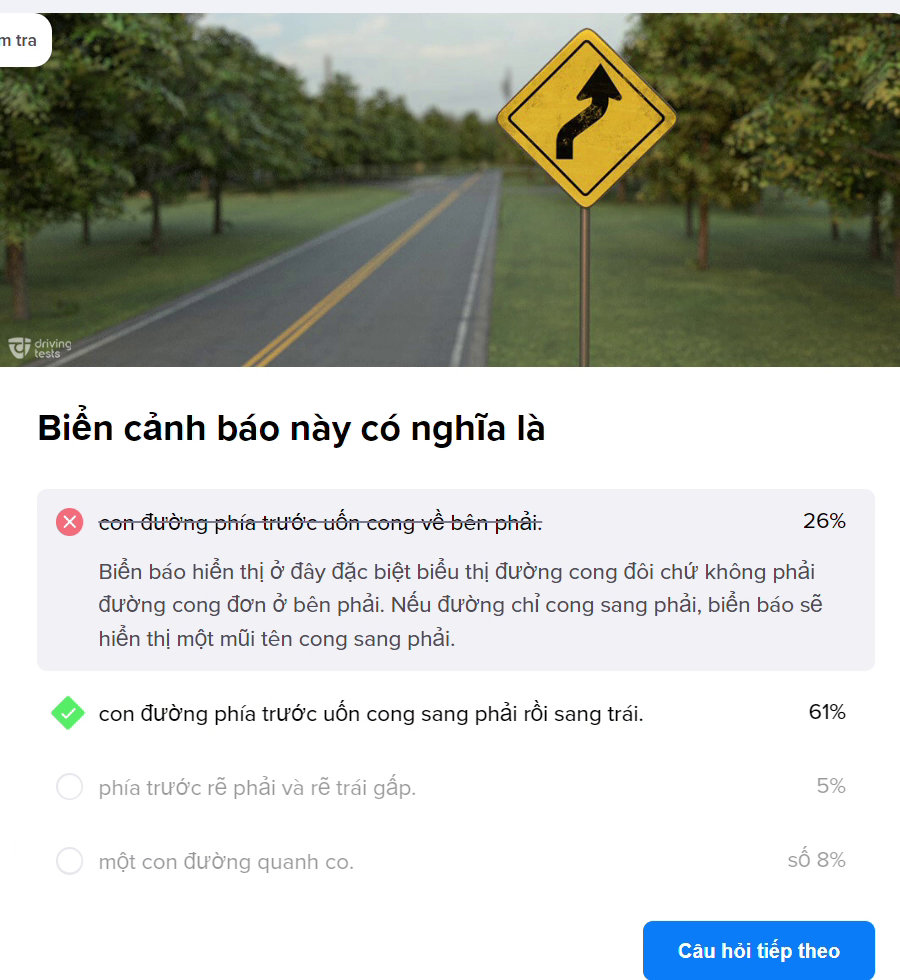 m tra
driving
tests
Biển cảnh báo này có nghĩa là
con đường phía trước uốn cong về bên phải. 26%
Biển báo hiển thị ở đây đặc biệt biểu thị đường cong đôi chứ không phải
đường cong đơn ở bên phải. Nếu đường chỉ cong sang phải, biển báo sẽ
hiển thị một mũi tên cong sang phải.
con đường phía trước uốn cong sang phải rồi sang trái. 61%
phía trước rẽ phải và rẽ trái gấp. 5%
một con đường quanh co. số 8%
Câu hỏi tiếp theo